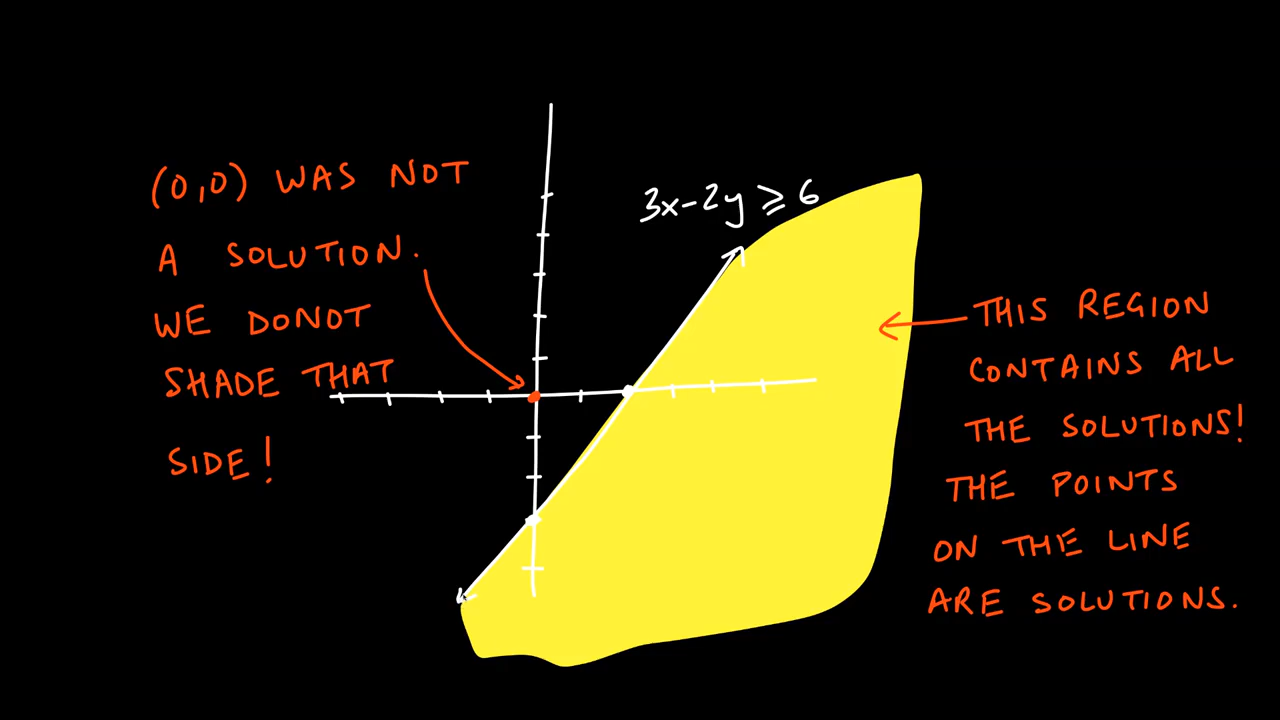 (0,0) WAS NOT
A SOLUTION.
WE DONOT
SHADE THAT
SIDE!
3x-2y ⩾ 6
THIS REGION
CONTAINS ALL
THE SOLUTIONS!
THE POINTS
ON THE LINE
ARE SOLUTIONS.